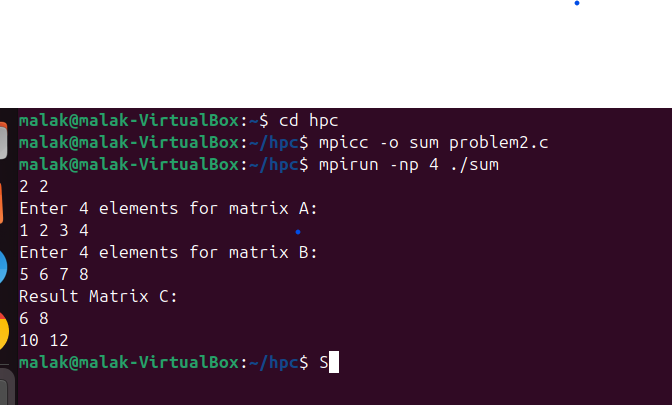 malak@malak-VirtualBox:~$ cd hpc
malak@malak-VirtualBox:~/hpc$ mpicc -o sum problem2.c
malak@malak-VirtualBox:~/hpc$ mpirun -np 4 ./sum
2 2
Enter 4 elements for matrix A:
1 2 3 4
Enter 4 elements for matrix B:
5 6 7 8
Result Matrix C:
6 8
10 12
malak@malak-VirtualBox:~/hpc$ S